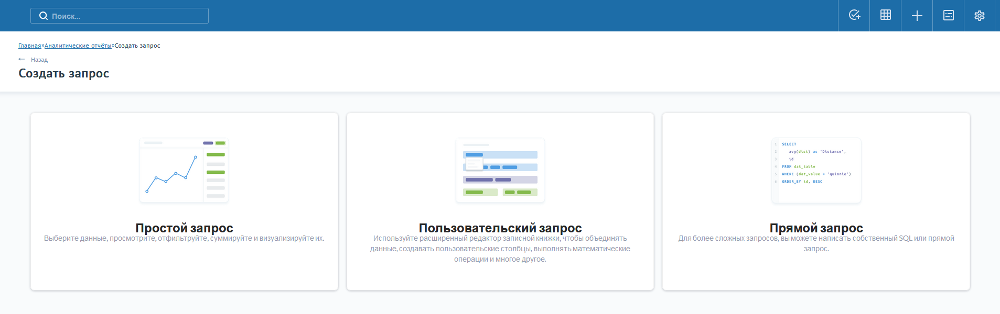 Поиск...
Главная»Аналитические отчёты»Создать запрос
← Назад
Создать запрос
1 SELECT
2 avg(dist) as 'Distance',
3 id
4 FROM dat_table
5 WHERE (dat_value = 'quinnie')
6 ORDER_BY id, DESC
Простой запрос
Выберите данные, просмотрите, отфильтруйте, суммируйте и визуализируйте их.
Пользовательский запрос
Используйте расширенный редактор записной книжки, чтобы объединять
данные, создавать пользовательские столбцы, выполнять математические
операции и многое другое.
Прямой запрос
Для более сложных запросов, вы можете написать собственный SQL или прямой
запрос.